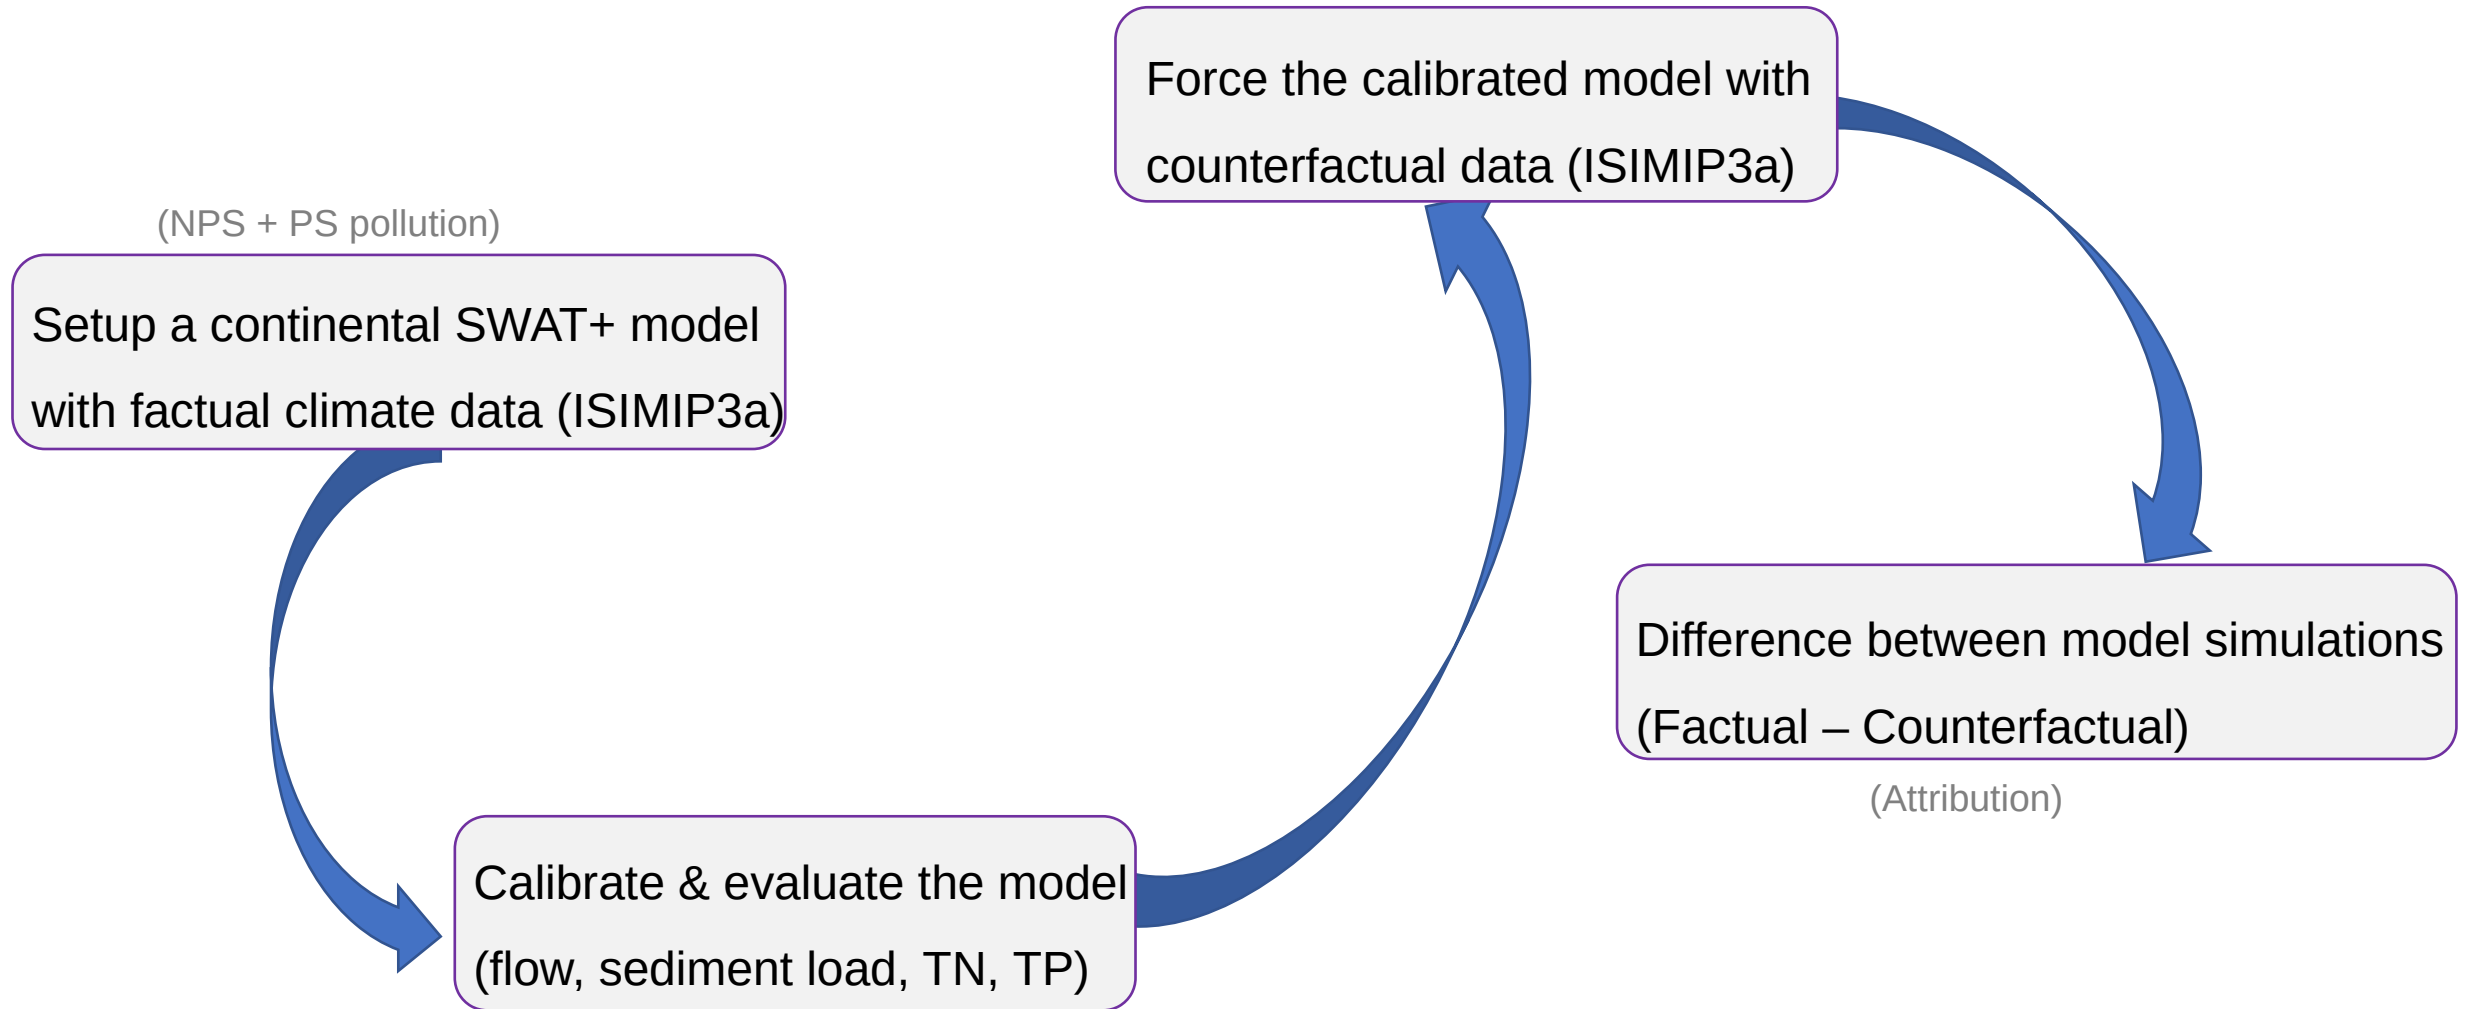 (NPS + PS pollution)
Setup a continental SWAT+ model
with factual climate data (ISIMIP3a)
Calibrate & evaluate the model
(flow, sediment load, TN, TP)
Force the calibrated model with
counterfactual data (ISIMIP3a)
Difference between model simulations
(Factual – Counterfactual)
(Attribution)